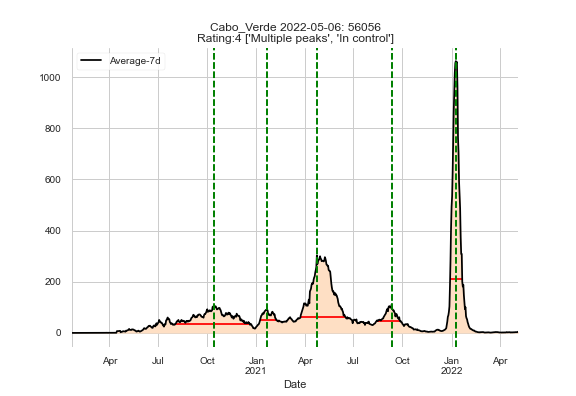 Cabo_Verde 2022-05-06: 56056
Rating:4 ['Multiple peaks', 'In control']
Average-7d
1000
800
600
400
200
0
Apr Jul Oct Jan Apr Jul Oct Jan Apr
2021 2022
Date